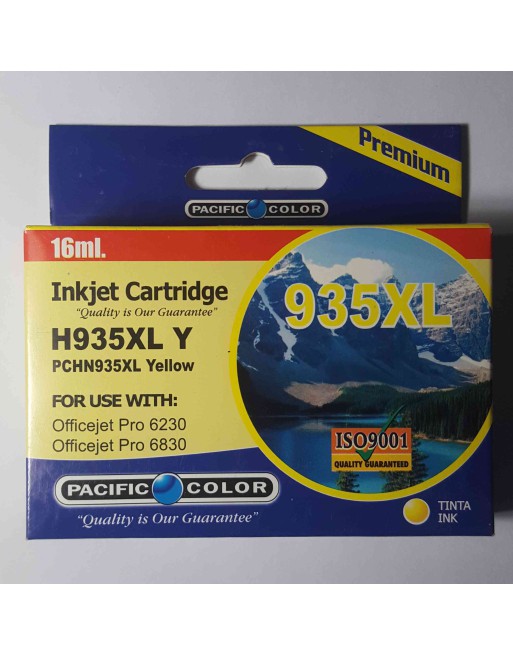 Premium
PACIFIC COLOR
16ml.
Inkjet Cartridge
"Quality is Our Guarantee"
H935XL Y
PCHN935XL Yellow
FOR USE WITH:
Officejet Pro 6230
Officejet Pro 6830
935XL
ISO9001
QUALITY GUARANTEED
PACIFIC COLOR
"Quality is Our Guarantee"
TINTA
INK